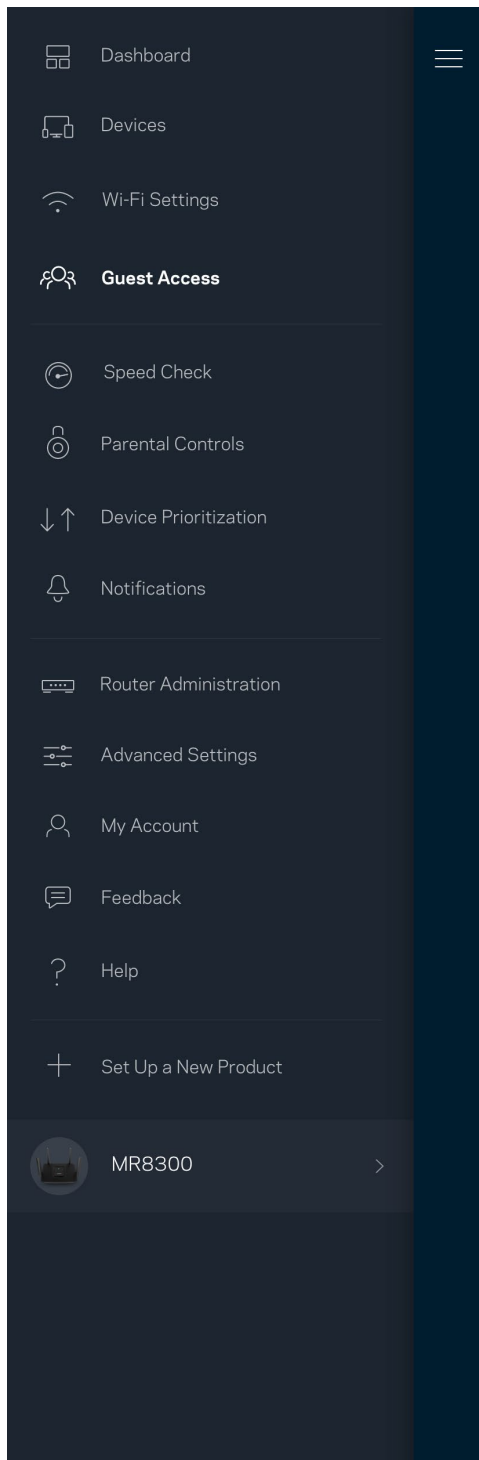 Dashboard
Devices
Wi-Fi Settings
Guest Access
Speed Check
Parental Controls
Device Prioritization
Notifications
Router Administration
Advanced Settings
My Account
Feedback
Help
Set Up a New Product
MR8300